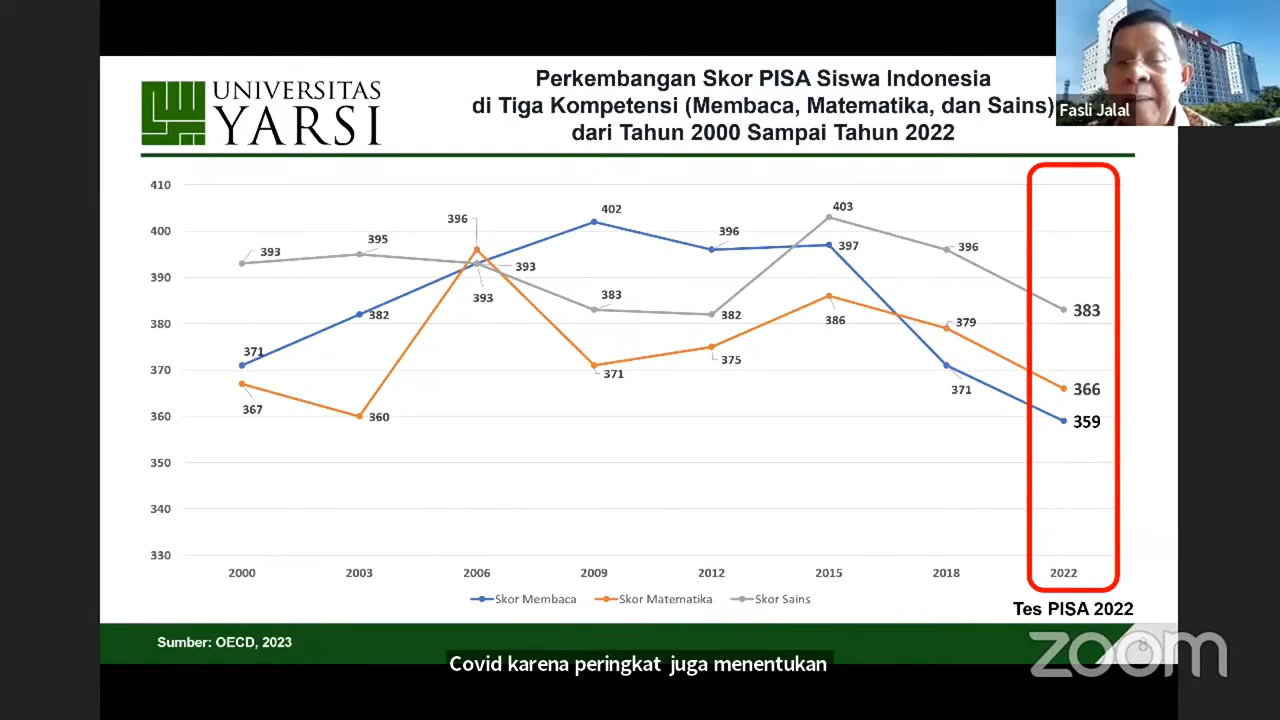 UNIVERSITAS
YARSI
Perkembangan Skor PISA Siswa Indonesia
di Tiga Kompetensi (Membaca, Matematika, dan Sains)
dari Tahun 2000 Sampai Tahun 2022
Fasli Jalal
410
400
390
380
370
360
350
340
330
393
395
393
383
382
403
396
383
371
382
393
402
396
397
371
359
367
360
396
371
375
386
379
366
2000 2003 2006 2009 2012 2015 2018 2022
Skor Membaca Skor Matematika Skor Sains
Tes PISA 2022
Sumber: OECD, 2023
8
zoom
Covid karena peringkat juga menentukan